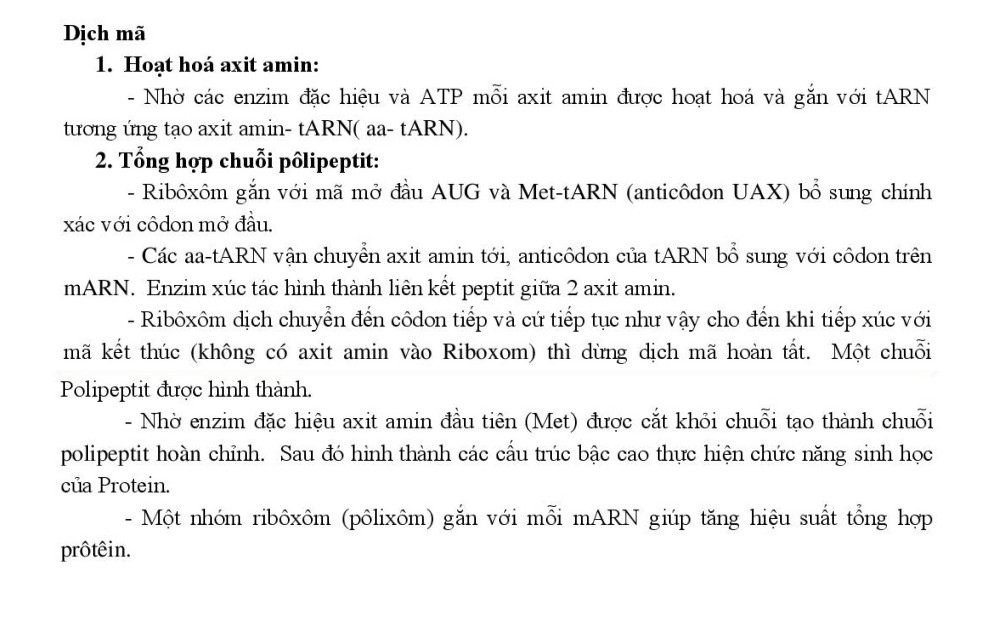 Dịch mã
1. Hoạt hoá axit amin:
- Nhờ các enzim đặc hiệu và ATP mỗi axit amin được hoạt hoá và gắn với tARN
tương ứng tạo axit amin- tARN( aa- tARN).
2. Tổng hợp chuỗi pôlipeptit:
- Ribôxôm gắn với mã mở đầu AUG và Met-tARN (anticôdon UAX) bổ sung chính
xác với côdon mở đầu.
- Các aa-tARN vận chuyển axit amin tới, anticôdon của tARN bổ sung với côdon trên
mARN. Enzim xúc tác hình thành liên kết peptit giữa 2 axit amin.
- Ribôxôm dịch chuyển đến côdon tiếp và cứ tiếp tục như vậy cho đến khi tiếp xúc với
mã kết thúc (không có axit amin vào Riboxom) thì dừng dịch mã hoàn tất. Một chuỗi
Polipeptit được hình thành.
- Nhờ enzim đặc hiệu axit amin đầu tiên (Met) được cắt khỏi chuỗi tạo thành chuỗi
polipeptit hoàn chỉnh. Sau đó hình thành các cấu trúc bậc cao thực hiện chức năng sinh học
của Protein.
- Một nhóm ribôxôm (pôlixôm) gắn với mỗi mARN giúp tăng hiệu suất tổng hợp
prôtêin.